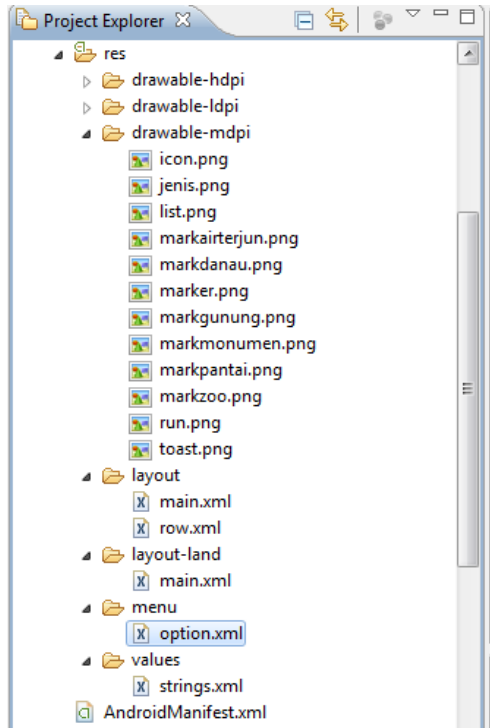 Project Explorer
res
drawable-hdpi
drawable-ldpi
drawable-mdpi
icon.png
jenis.png
list.png
markairterjun.png
markdanau.png
marker.png
markgunung.png
markmonumen.png
markpantai.png
markzoo.png
run.png
toast.png
layout
main.xml
row.xml
layout-land
main.xml
menu
option.xml
values
strings.xml
AndroidManifest.xml